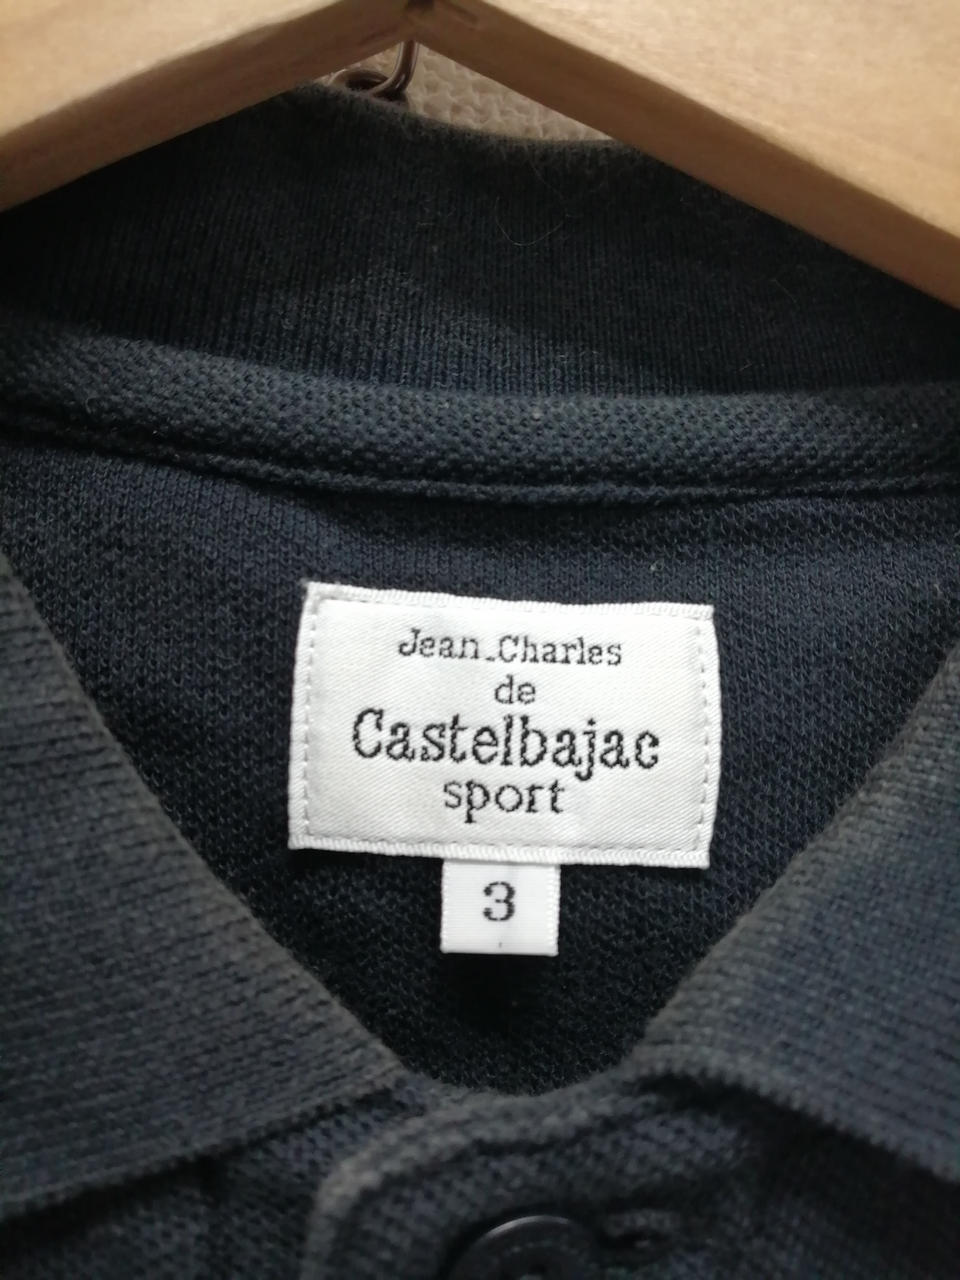 Jean_Charles
de
Castelbajac
sport
3